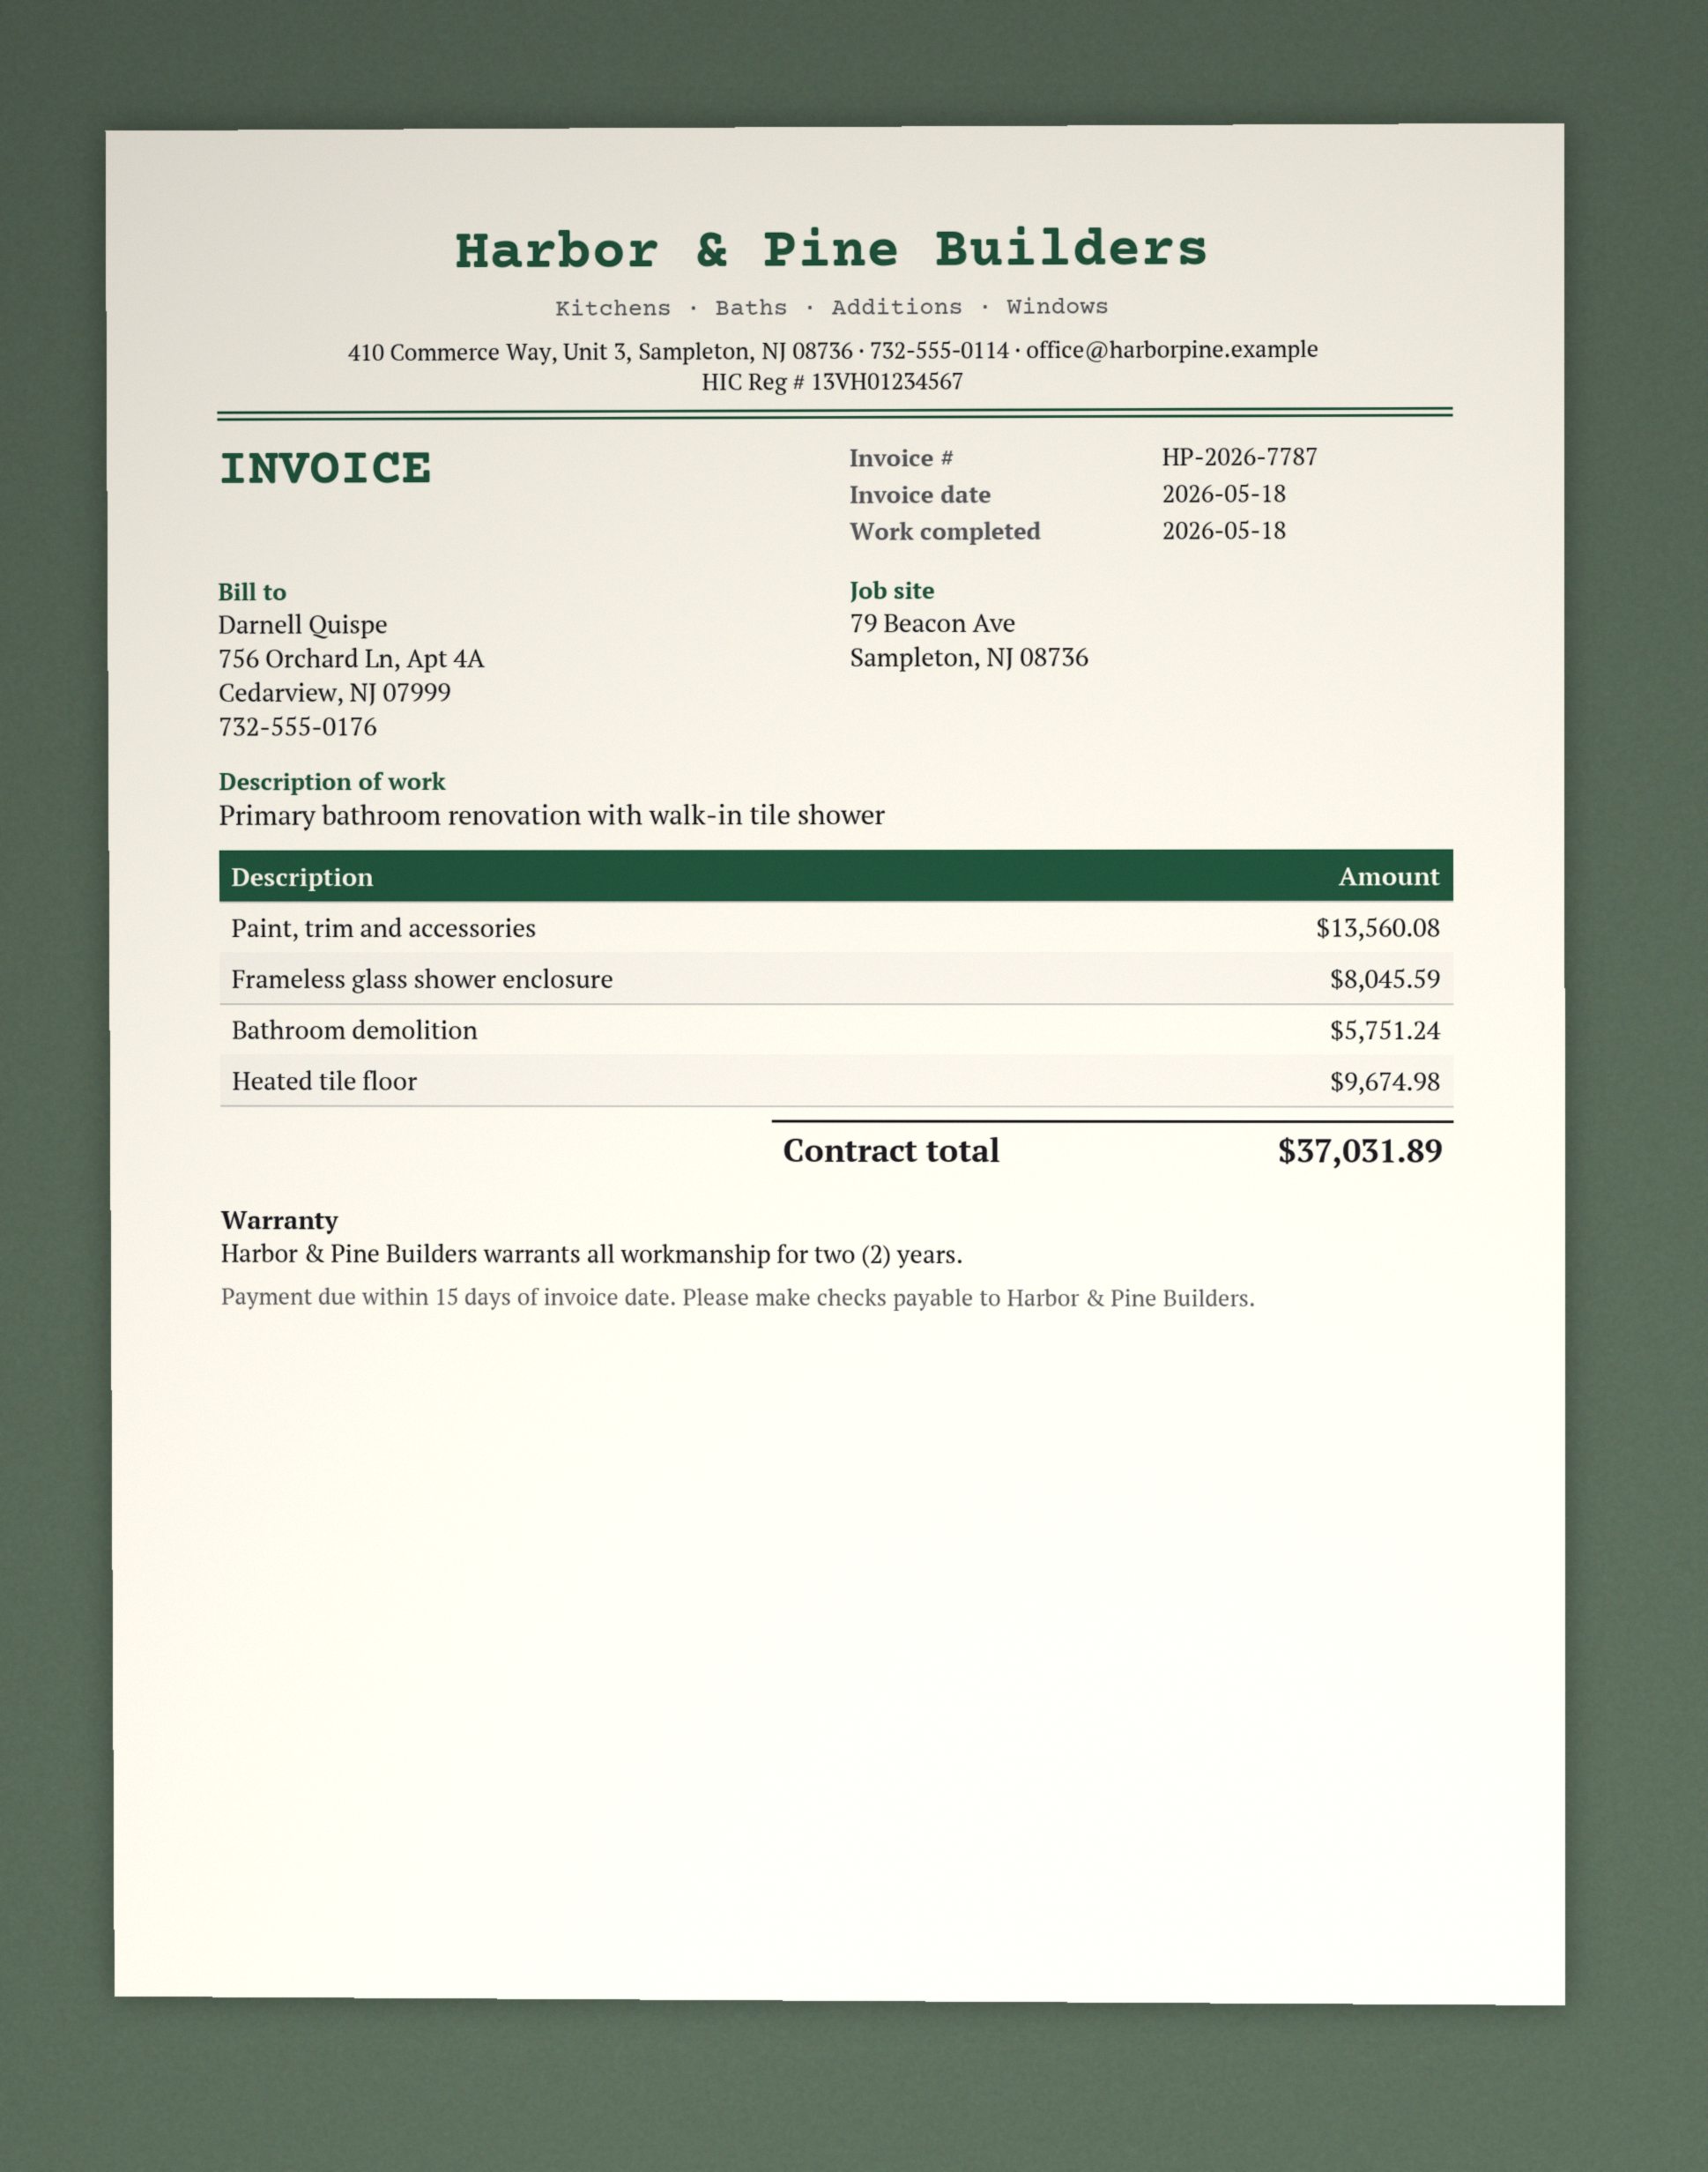 Harbor & Pine Builders
Kitchens · Baths · Additions · Windows
410 Commerce Way, Unit 3, Sampleton, NJ 08736 · 732-555-0114 · office@harborpine.example
HIC Reg # 13VH01234567
INVOICE
Invoice # HP-2026-7787
Invoice date 2026-05-18
Work completed 2026-05-18
Bill to
Darnell Quispe
756 Orchard Ln, Apt 4A
Cedarview, NJ 07999
732-555-0176
Job site
79 Beacon Ave
Sampleton, NJ 08736
Description of work
Primary bathroom renovation with walk-in tile shower
Description Amount
Paint, trim and accessories $13,560.08
Frameless glass shower enclosure $8,045.59
Bathroom demolition $5,751.24
Heated tile floor $9,674.98
Contract total $37,031.89
Warranty
Harbor & Pine Builders warrants all workmanship for two (2) years.
Payment due within 15 days of invoice date. Please make checks payable to Harbor & Pine Builders.